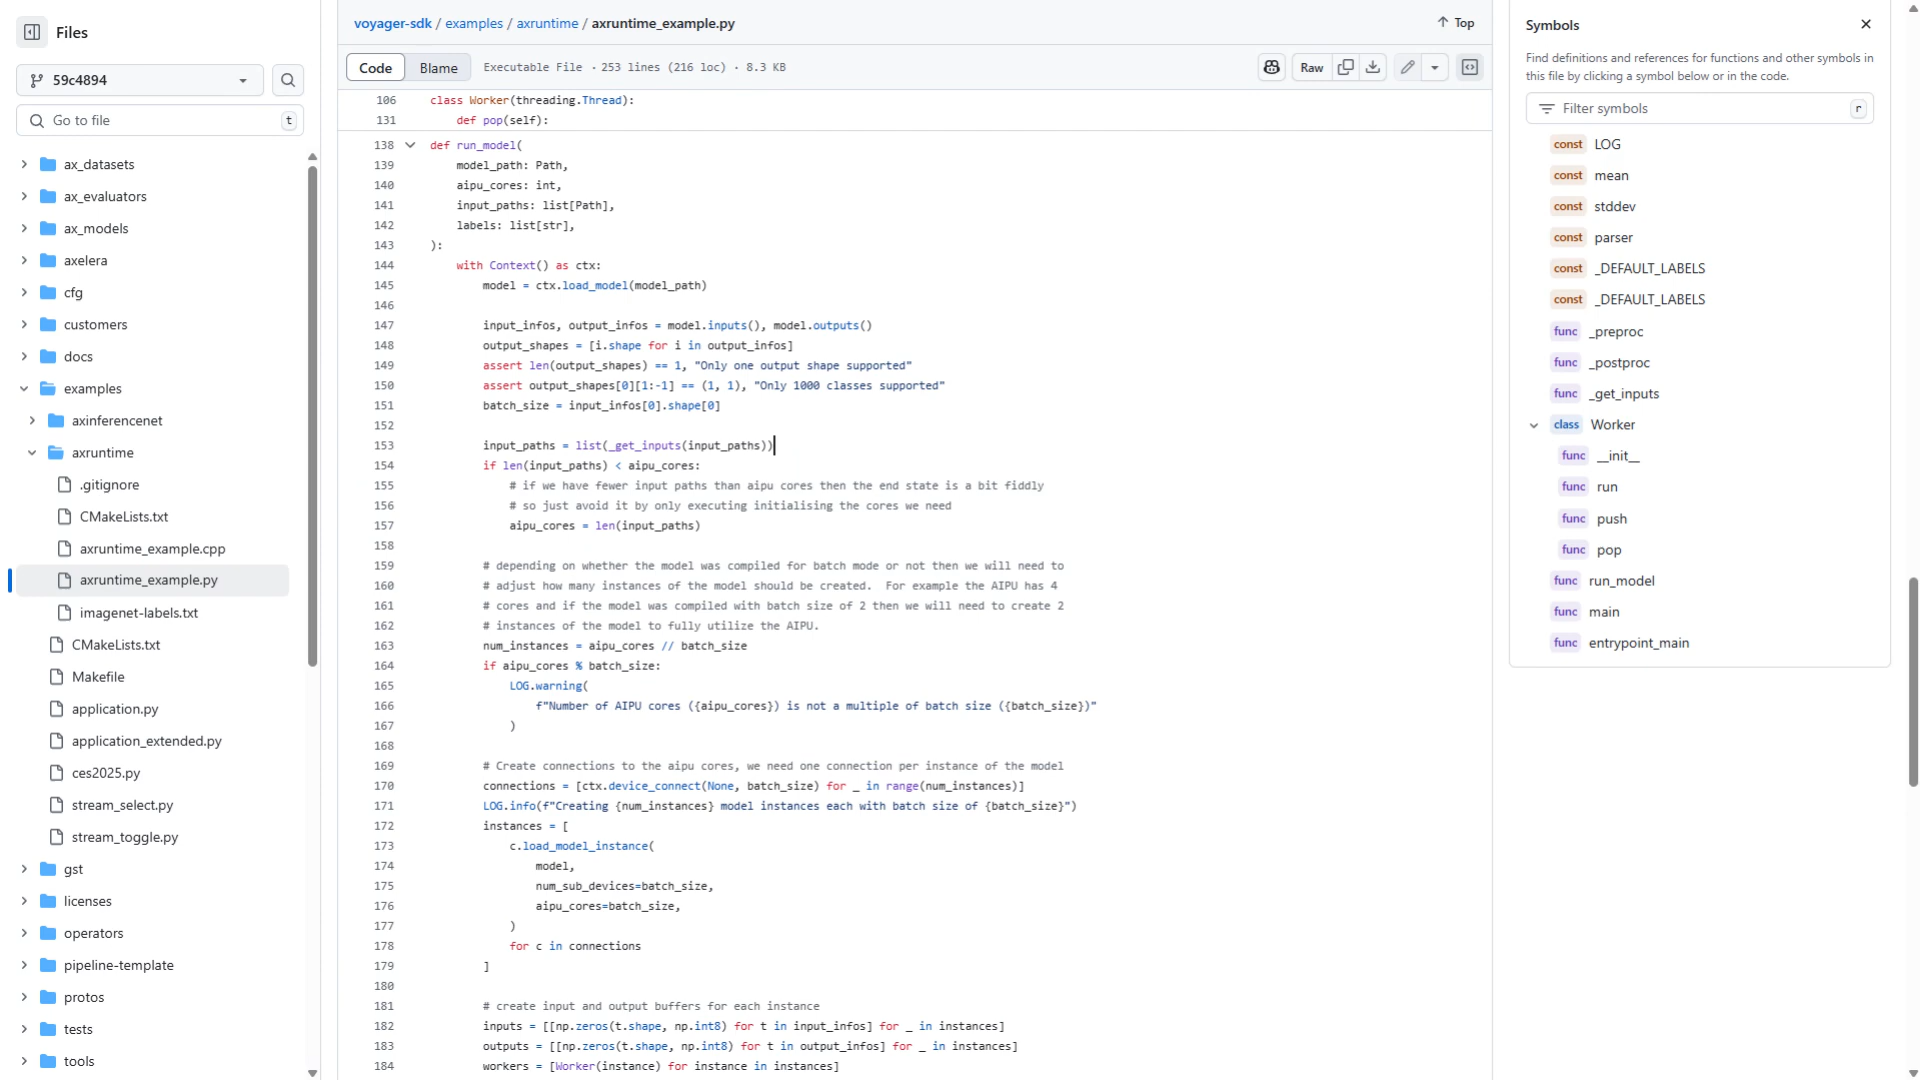 Files
59c4894
Go to file
t
ax_datasets
ax_evaluators
ax_models
axelera
cfg
customers
docs
examples
axinferencenet
axruntime
.gitignore
CMakeLists.txt
axruntime_example.cpp
axruntime_example.py
imagenet-labels.txt
CMakeLists.txt
Makefile
application.py
application_extended.py
ces2025.py
stream_select.py
stream_toggle.py
gst
licenses
operators
pipeline-template
protos
tests
tools
voyager-sdk / examples / axruntime / axruntime_example.py
Top
Code Blame Executable File · 253 lines (216 loc) · 8.3 KB
Raw
106 class Worker(threading.Thread):
131     def pop(self):
138 def run_model(
139     model_path: Path,
140     aipu_cores: int,
141     input_paths: list[Path],
142     labels: list[str],
143 ):
144     with Context() as ctx:
145         model = ctx.load_model(model_path)
146
147         input_infos, output_infos = model.inputs(), model.outputs()
148         output_shapes = [i.shape for i in output_infos]
149         assert len(output_shapes) == 1, "Only one output shape supported"
150         assert output_shapes[0][1:-1] == (1, 1), "Only 1000 classes supported"
151         batch_size = input_infos[0].shape[0]
152
153         input_paths = list(_get_inputs(input_paths))
154         if len(input_paths) < aipu_cores:
155             # if we have fewer input paths than aipu cores then the end state is a bit fiddly
156             # so just avoid it by only executing initialising the cores we need
157             aipu_cores = len(input_paths)
158
159         # depending on whether the model was compiled for batch mode or not then we will need to
160         # adjust how many instances of the model should be created.  For example the AIPU has 4
161         # cores and if the model was compiled with batch size of 2 then we will need to create 2
162         # instances of the model to fully utilize the AIPU.
163         num_instances = aipu_cores // batch_size
164         if aipu_cores % batch_size:
165             LOG.warning(
166                 f"Number of AIPU cores ({aipu_cores}) is not a multiple of batch size ({batch_size})"
167             )
168
169         # Create connections to the aipu cores, we need one connection per instance of the model
170         connections = [ctx.device_connect(None, batch_size) for _ in range(num_instances)]
171         LOG.info(f"Creating {num_instances} model instances each with batch size of {batch_size}")
172         instances = [
173             c.load_model_instance(
174                 model,
175                 num_sub_devices=batch_size,
176                 aipu_cores=batch_size,
177             )
178             for c in connections
179         ]
180
181         # create input and output buffers for each instance
182         inputs = [[np.zeros(t.shape, np.int8) for t in input_infos] for _ in instances]
183         outputs = [[np.zeros(t.shape, np.int8) for t in output_infos] for _ in instances]
184         workers = [Worker(instance) for instance in instances]
Symbols
Find definitions and references for functions and other symbols in
this file by clicking a symbol below or in the code.
Filter symbols
r
const LOG
const mean
const stddev
const parser
const _DEFAULT_LABELS
const _DEFAULT_LABELS
func _preproc
func _postproc
func _get_inputs
class Worker
func __init__
func run
func push
func pop
func run_model
func main
func entrypoint_main